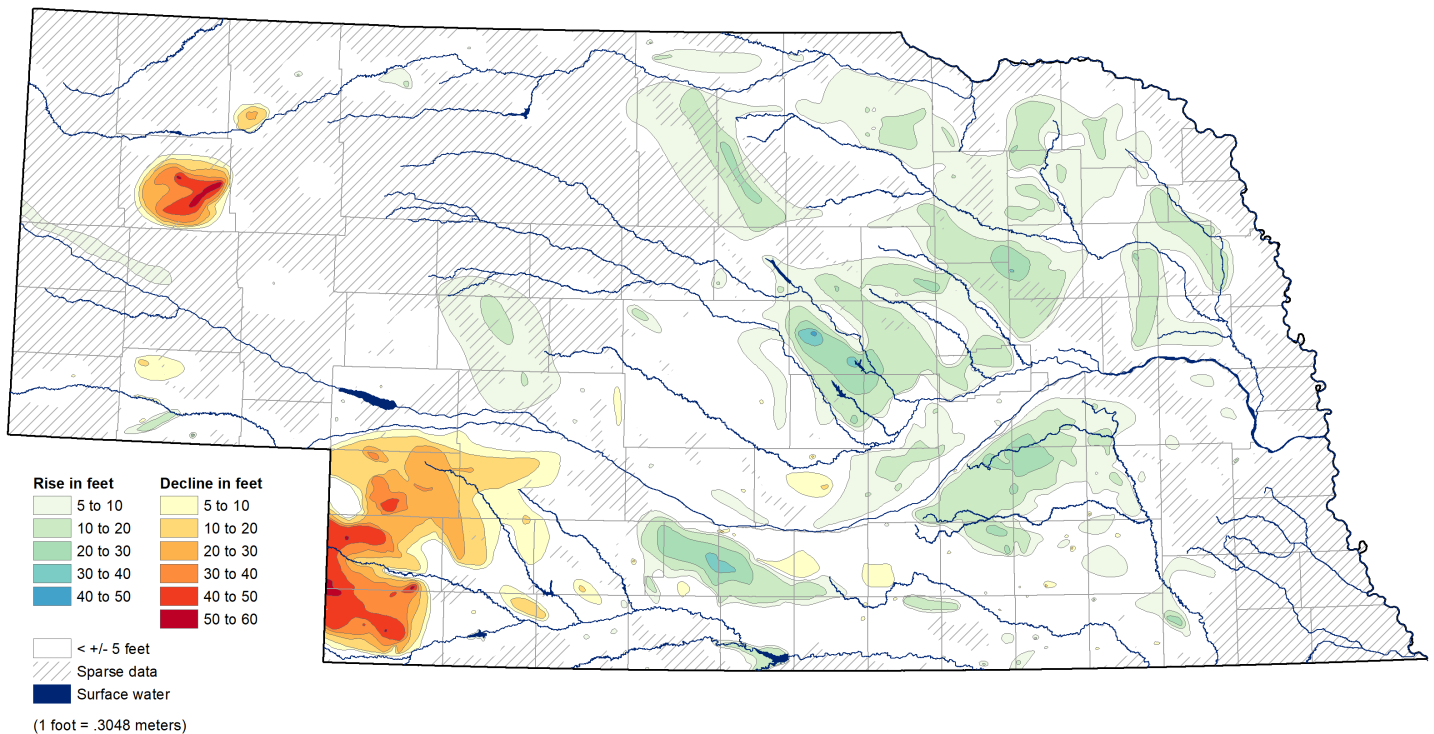 Rise in feet
5 to 10
10 to 20
20 to 30
30 to 40
40 to 50
Decline in feet
5 to 10
10 to 20
20 to 30
30 to 40
40 to 50
50 to 60
< +/- 5 feet
Sparse data
Surface water
(1 foot = .3048 meters)